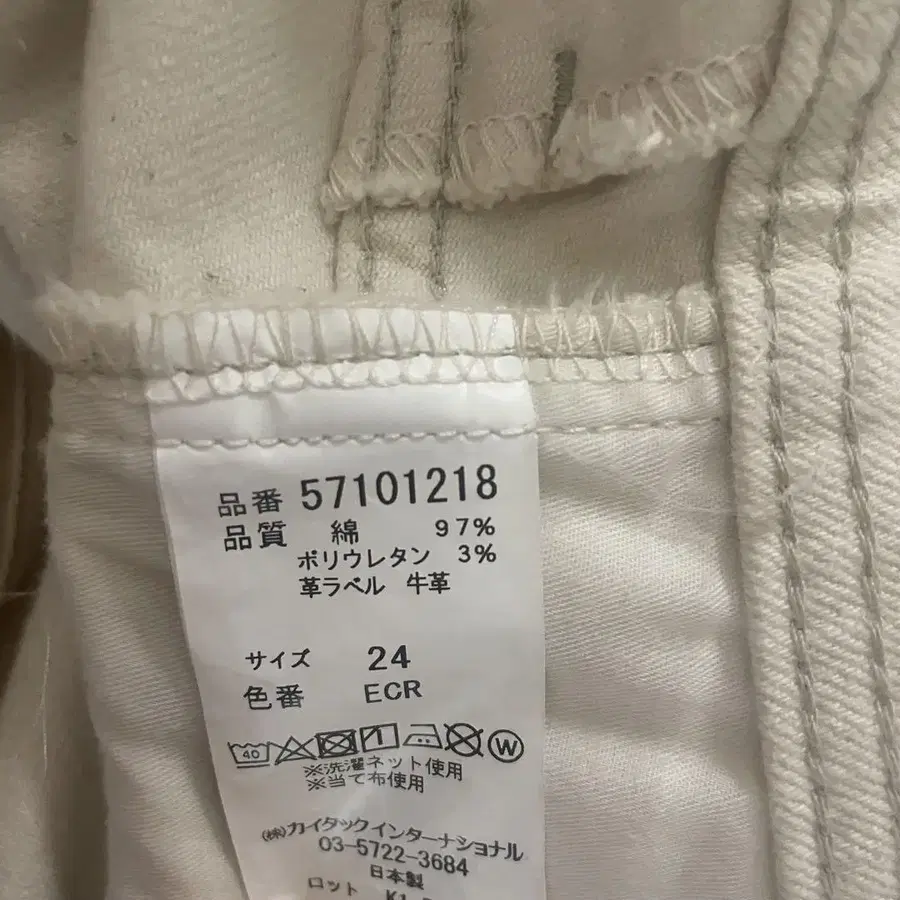 品番 57101218
品質 綿 97%
ポリウレタン 3%
革ラベル 牛革
サイズ 24
色番 ECR
40 W
※洗濯ネット使用
※当て布使用
㈱カイタックインターナショナル
03-5722-3684
日本製
ロット